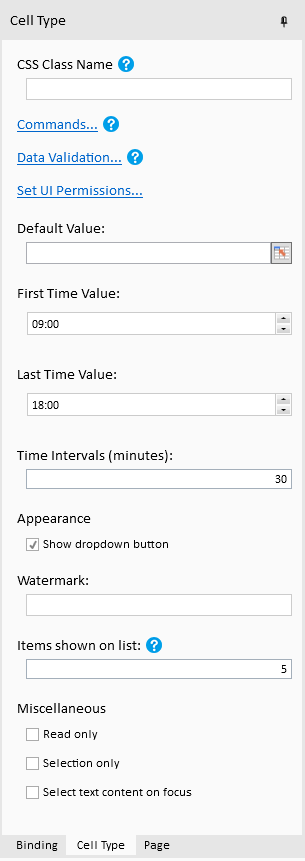 Cell Type
CSS Class Name ?
Commands... ?
Data Validation... ?
Set UI Permissions...
Default Value:
First Time Value:
09:00
Last Time Value:
18:00
Time Intervals (minutes):
30
Appearance
Show dropdown button
Watermark:
Items shown on list: ?
5
Miscellaneous
Read only
Selection only
Select text content on focus
Binding Cell Type Page